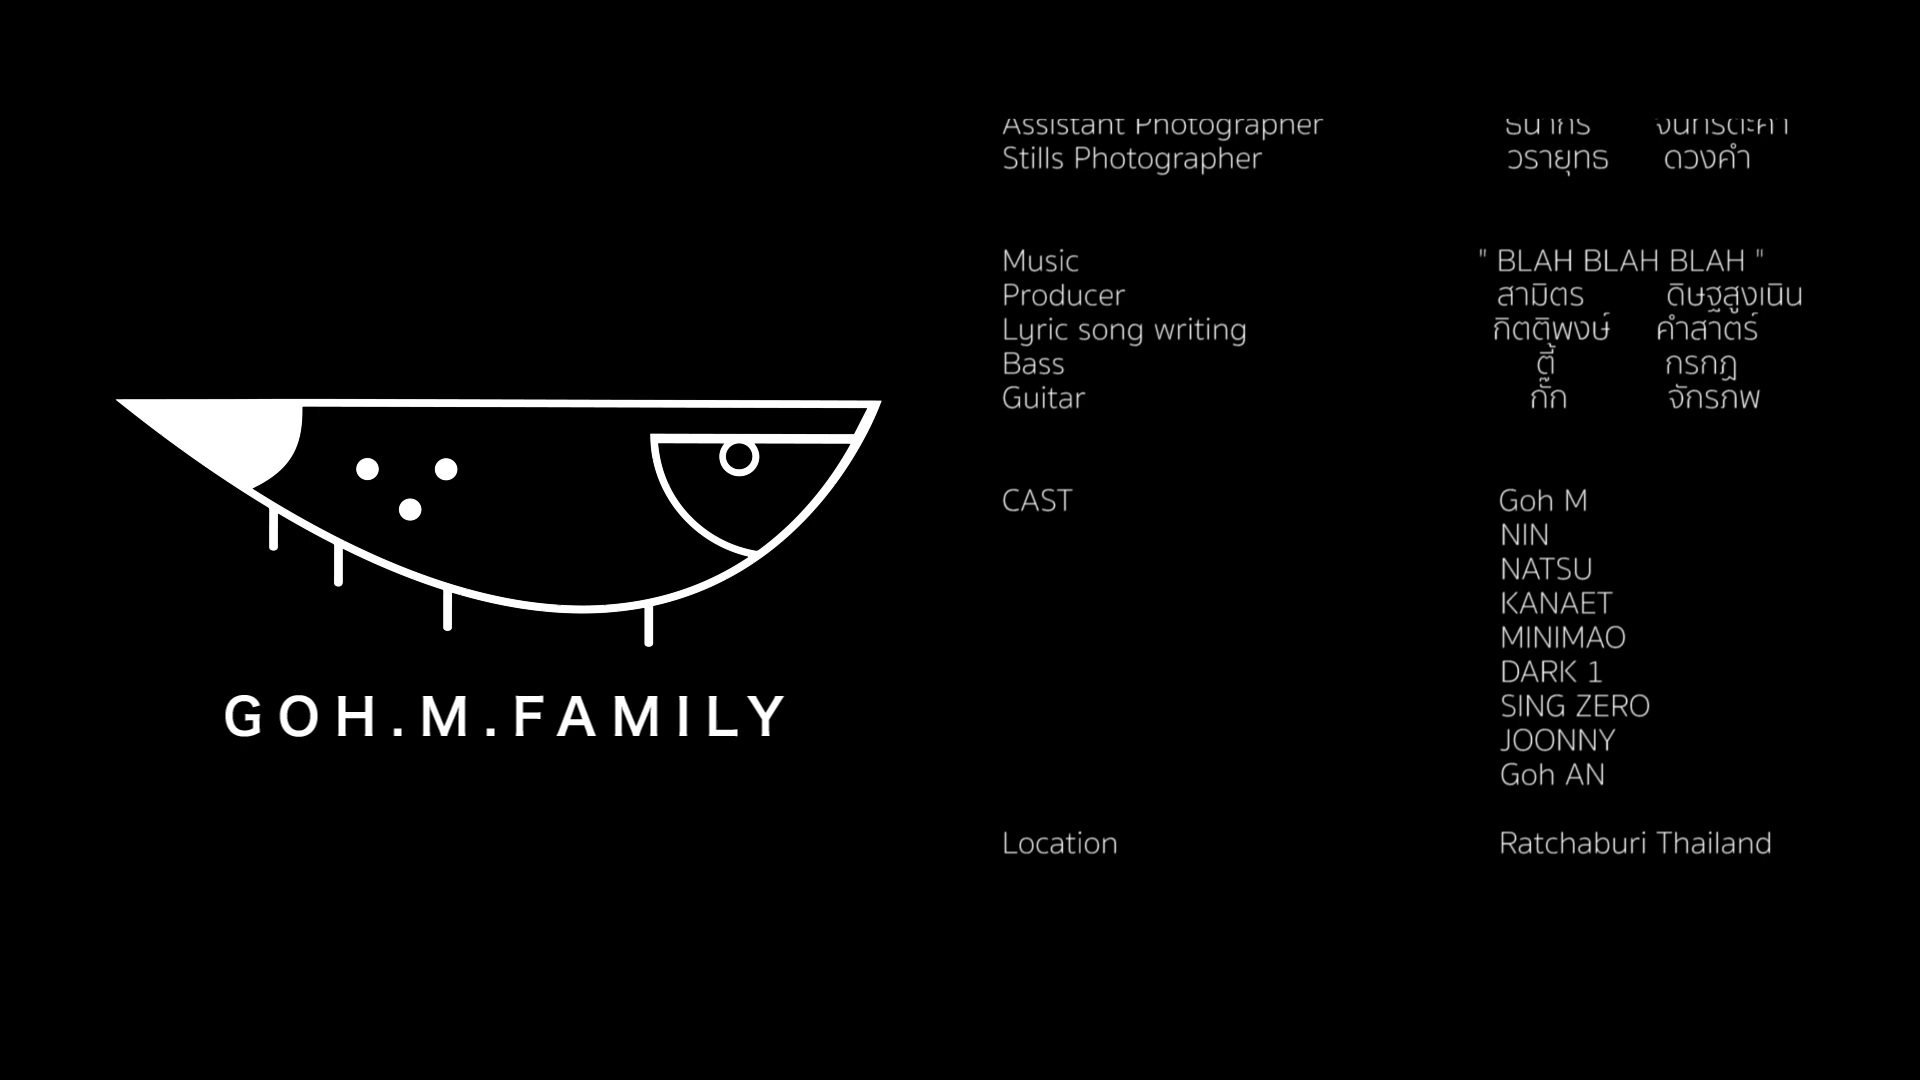 GOH.M.FAMILY
Assistant Photographer
Stills Photographer วรายุทธ ดวงคำ
Music " BLAH BLAH BLAH "
Producer สามิตร ดิษฐสูงเนิน
Lyric song writing กิตติพงษ์ คำสาตร์
Bass ตี้ กรกฏ
Guitar กั๊ก จักรภพ
CAST Goh M
NIN
NATSU
KANAET
MINIMAO
DARK 1
SING ZERO
JOONNY
Goh AN
Location Ratchaburi Thailand